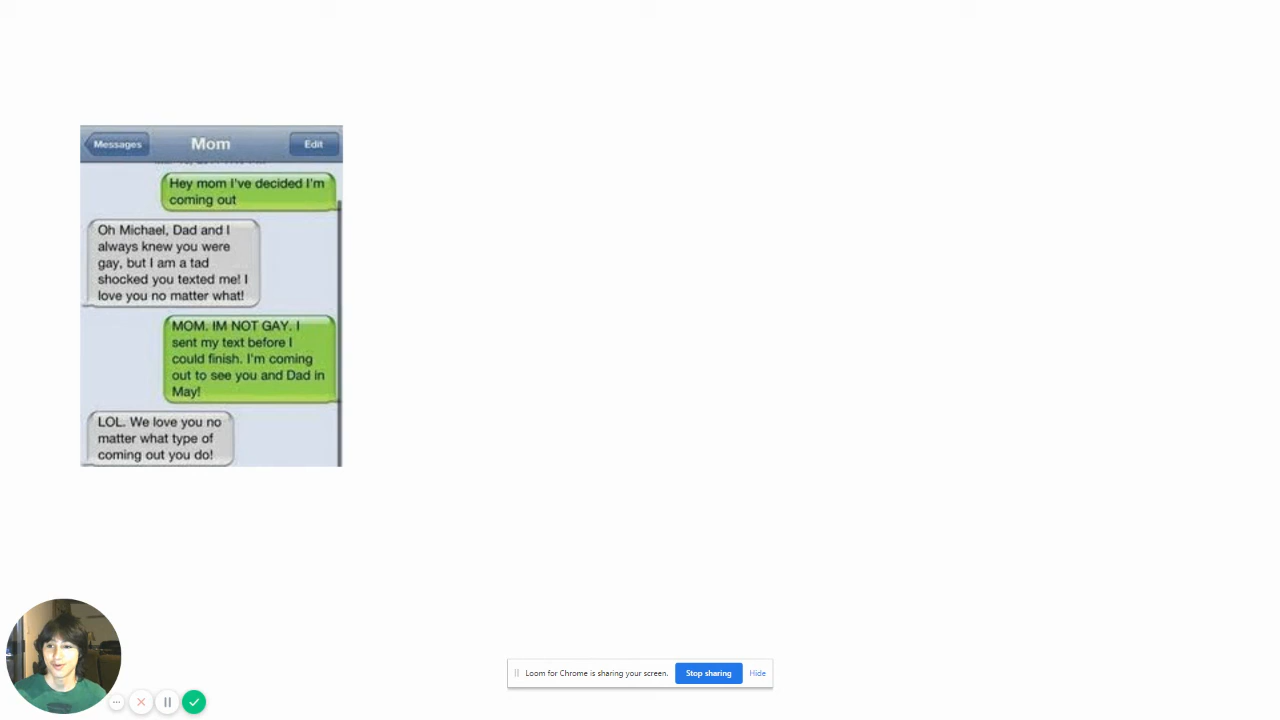 Messages
Mom
Edit
Hey mom I've decided I'm
coming out
Oh Michael, Dad and I
always knew you were
gay, but I am a tad
shocked you texted me! I
love you no matter what!
MOM. IM NOT GAY. I
sent my text before I
could finish. I'm coming
out to see you and Dad in
May!
LOL. We love you no
matter what type of
coming out you do!
Loom for Chrome is sharing your screen.
Stop sharing
Hide